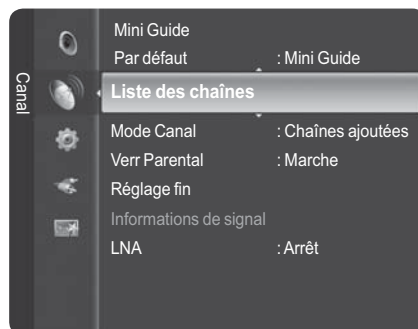 Canal
Mini Guide
Par défaut : Mini Guide
Liste des chaînes
Mode Canal : Chaînes ajoutées
Verr Parental : Marche
Réglage fin
Informations de signal
LNA : Arrêt